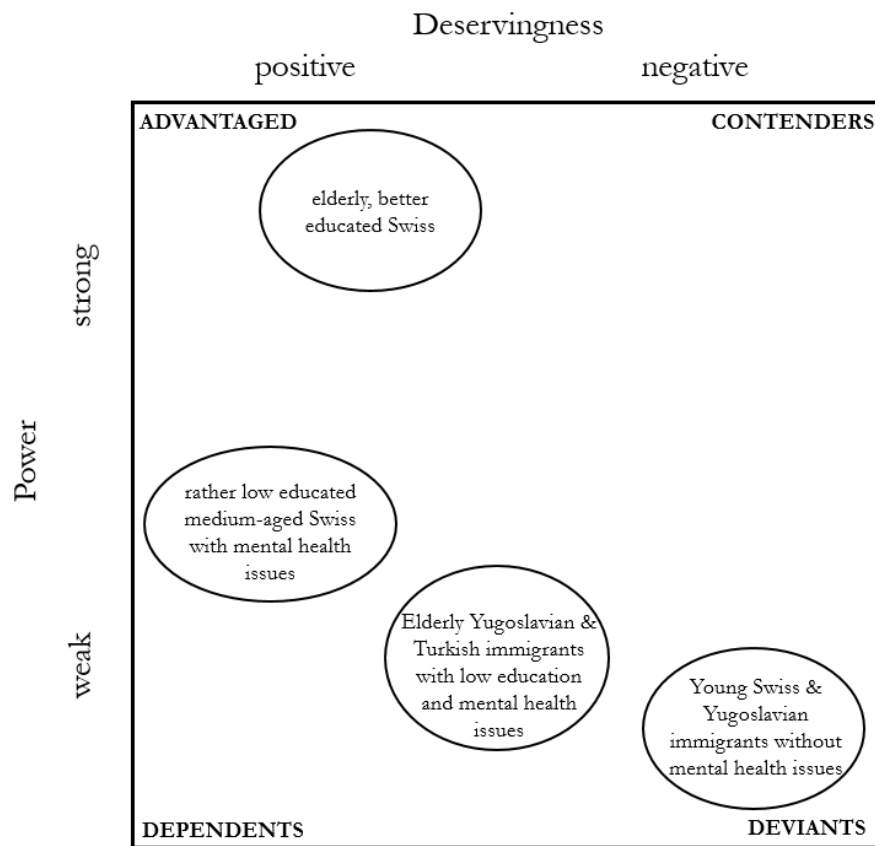 Deservingness
positive negative
ADVANTAGED CONTENDERS
elderly, better
educated Swiss
strong
Power
rather low educated
medium-aged Swiss
with mental health
issues
weak
Elderly Yugoslavian &
Turkish immigrants
with low education
and mental health
issues
Young Swiss &
Yugoslavian
immigrants without
mental health issues
DEPENDENTS DEVIANTS